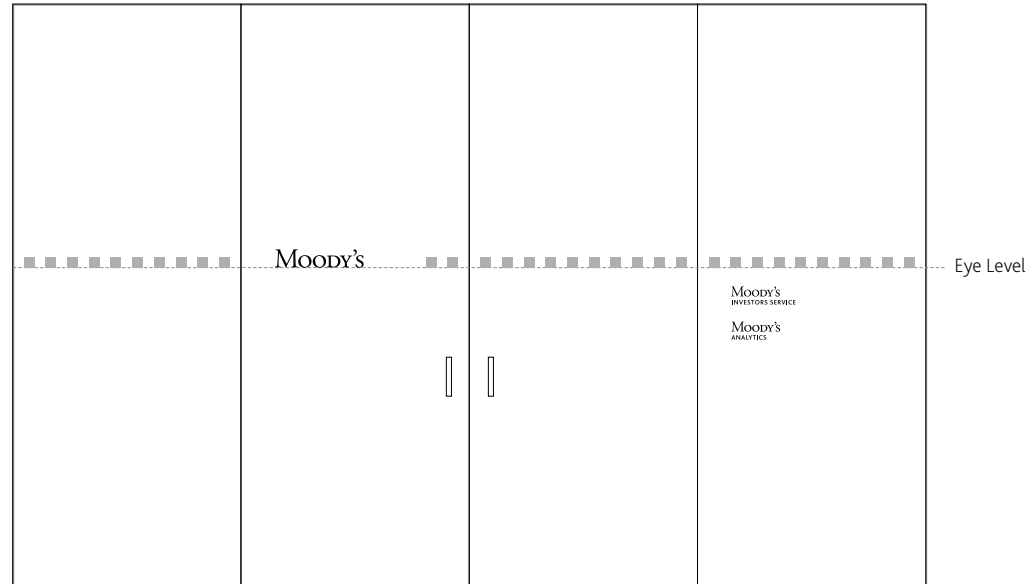 Moody's
Eye Level
Moody's
INVESTORS SERVICE
Moody's
ANALYTICS